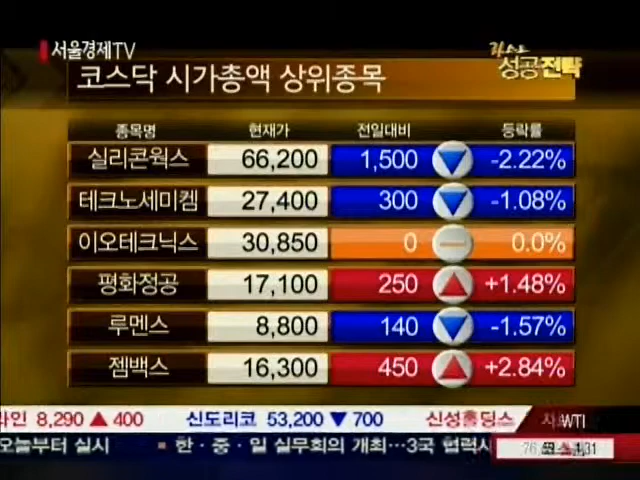 서울경제TV
성공전략
코스닥 시가총액 상위종목
종목명 현재가 전일대비 등락률
실리콘웍스 66,200 1,500 ▼ -2.22%
테크노세미켐 27,400 300 ▼ -1.08%
이오테크닉스 30,850 0 – 0.0%
평화정공 17,100 250 ▲ +1.48%
루멘스 8,800 140 ▼ -1.57%
젬백스 16,300 450 ▲ +2.84%
라인 8,290 ▲ 400 신도리코 53,200 ▼ 700 신성홀딩스 WTI
오늘부터 실시 ■ 한·중·일 실무회의 개최…3국 협력사